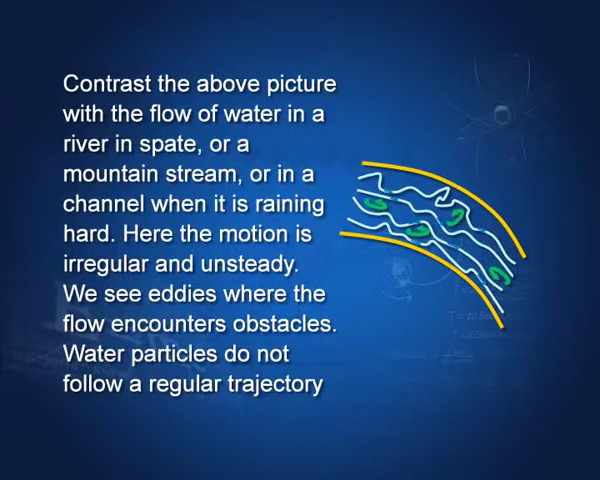 Contrast the above picture
with the flow of water in a
river in spate, or a
mountain stream, or in a
channel when it is raining
hard. Here the motion is
irregular and unsteady.
We see eddies where the
flow encounters obstacles.
Water particles do not
follow a regular trajectory